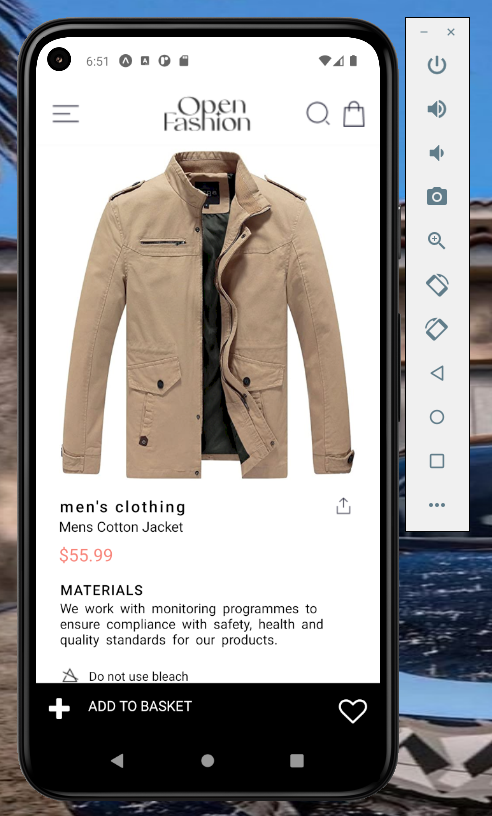 6:51
Open
Fashion
men's clothing
Mens Cotton Jacket
$55.99
MATERIALS
We work with monitoring programmes to
ensure compliance with safety, health and
quality standards for our products.
Do not use bleach
ADD TO BASKET